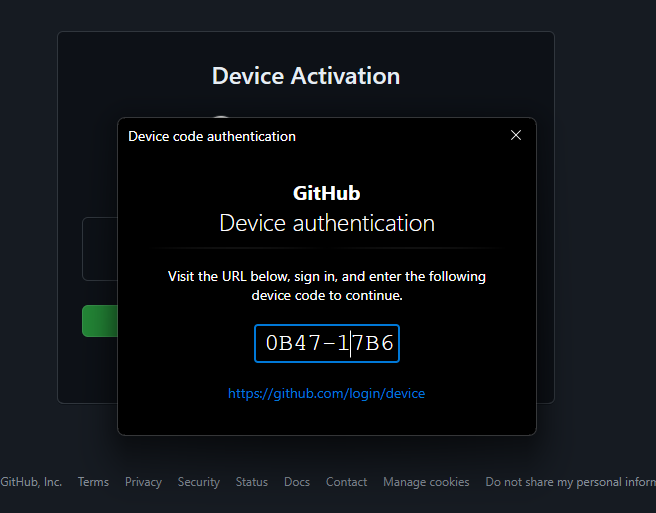 Device Activation
Device code authentication
GitHub
Device authentication
Visit the URL below, sign in, and enter the following
device code to continue.
0B47-17B6
https://github.com/login/device
GitHub, Inc. Terms Privacy Security Status Docs Contact Manage cookies Do not share my personal inform